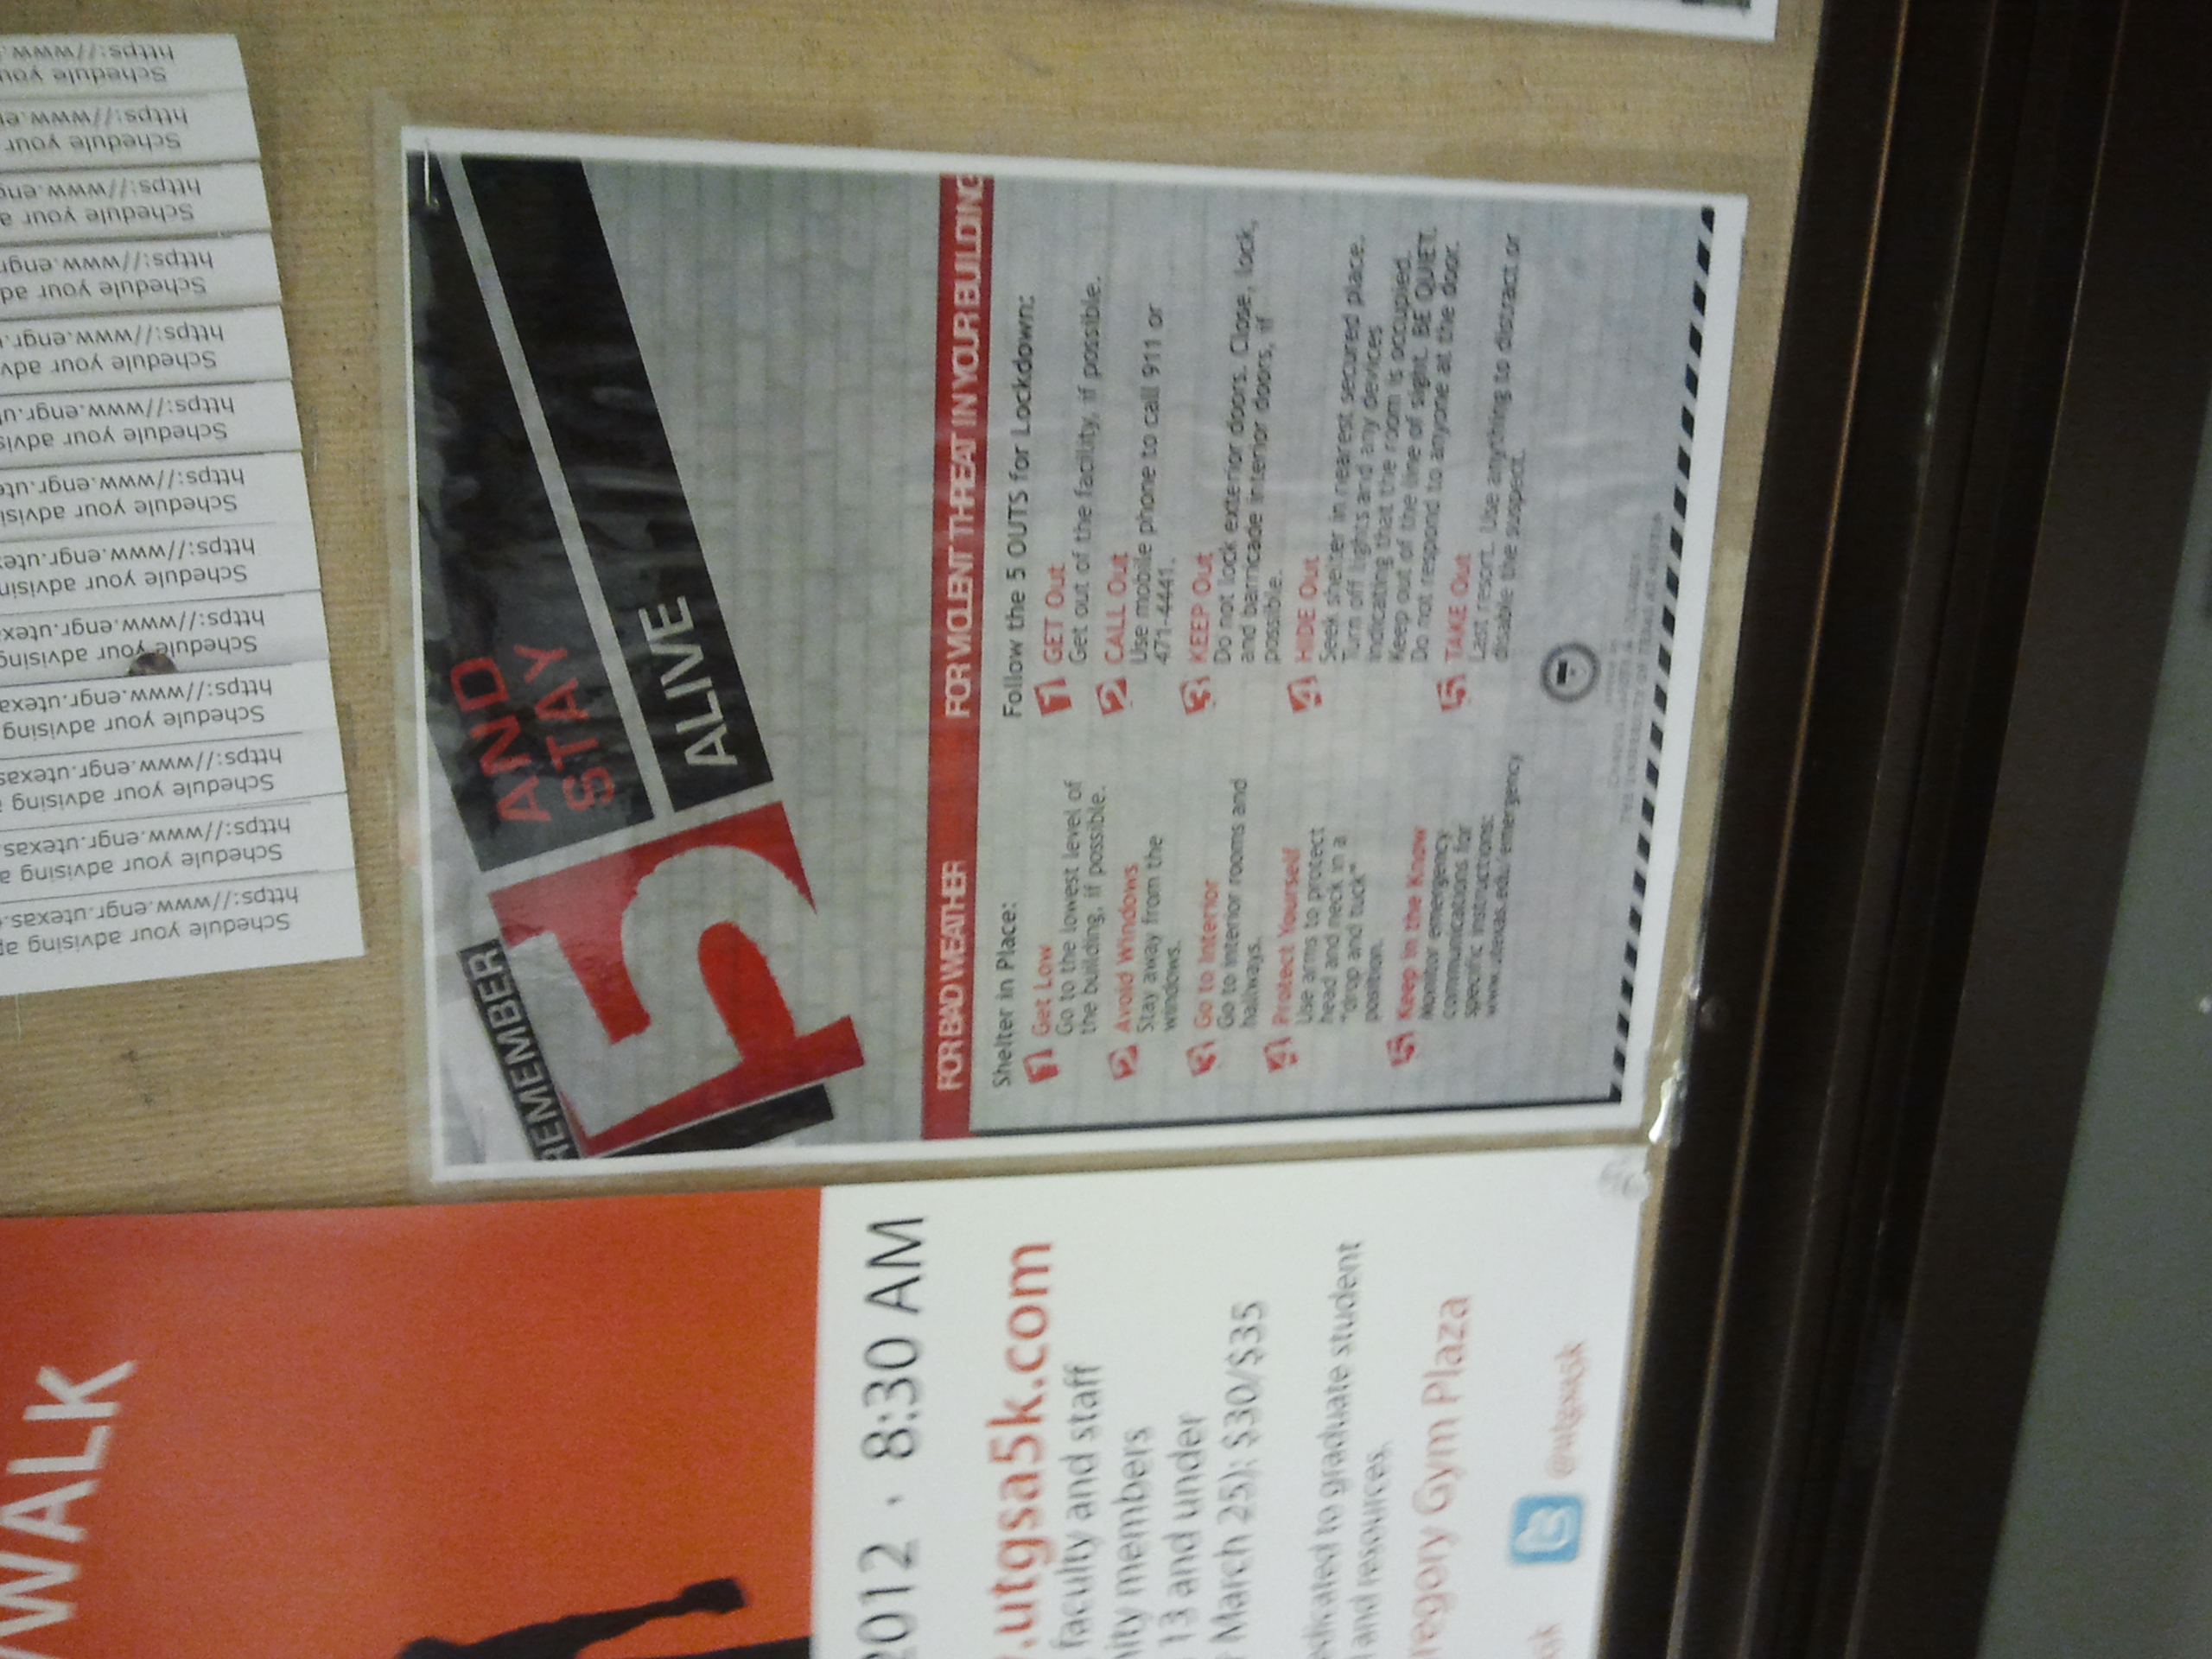 /WALK
2012 · 8:30 AM
.utgsa5k.com
faculty and staff
members
13 and under
March 25): $30/$35
to graduate student
and resources.
Gym Plaza
@utgsa5k
Schedule your advising
https://www.engr.utexas.
Schedule your advising
https://www.engr.utexas
Schedule your advising
https://www.engr.utexas
Schedule your advising
https://www.engr.utexa
Schedule your advising
https://www.engr.utex
Schedule your advisin
https://www.engr.ute
Schedule your advisi
https://www.engr.ute
Schedule your advis
https://www.engr.ut
Schedule your adv
https://www.engr.
Schedule your ad
https://www.engr
Schedule your a
https://www.eng
Schedule your
https://www.en
Schedule you
https://www.
REMEMBER
5
AND
STAY
ALIVE
FOR BAD WEATHER
Shelter in Place:
1 Get Low
Go to the lowest level of
the building, if possible.
2 Avoid Windows
Stay away from the
windows.
3 Go to Interior
Go to interior rooms and
hallways.
4 Protect Yourself
Use arms to protect
head and neck in a
"drop and tuck"
position.
5 Keep in the Know
Monitor emergency
communications for
specific instructions:
www.utexas.edu/emergency
FOR VIOLENT THREAT IN YOUR BUILDING
Follow the 5 OUTS for Lockdown:
1 GET Out
Get out of the facility, if possible.
2 CALL Out
Use mobile phone to call 911 or
471-4441.
3 KEEP Out
Do not lock exterior doors. Close, lock,
and barricade interior doors, if
possible.
4 HIDE Out
Seek shelter in nearest secured place.
Turn off lights and any devices
indicating that the room is occupied.
Keep out of the line of sight. BE QUIET.
Do not respond to anyone at the door.
5 TAKE Out
Last resort. Use anything to distract or
disable the suspect.
CAMPUS SAFETY & SECURITY
THE UNIVERSITY OF TEXAS AT AUSTIN